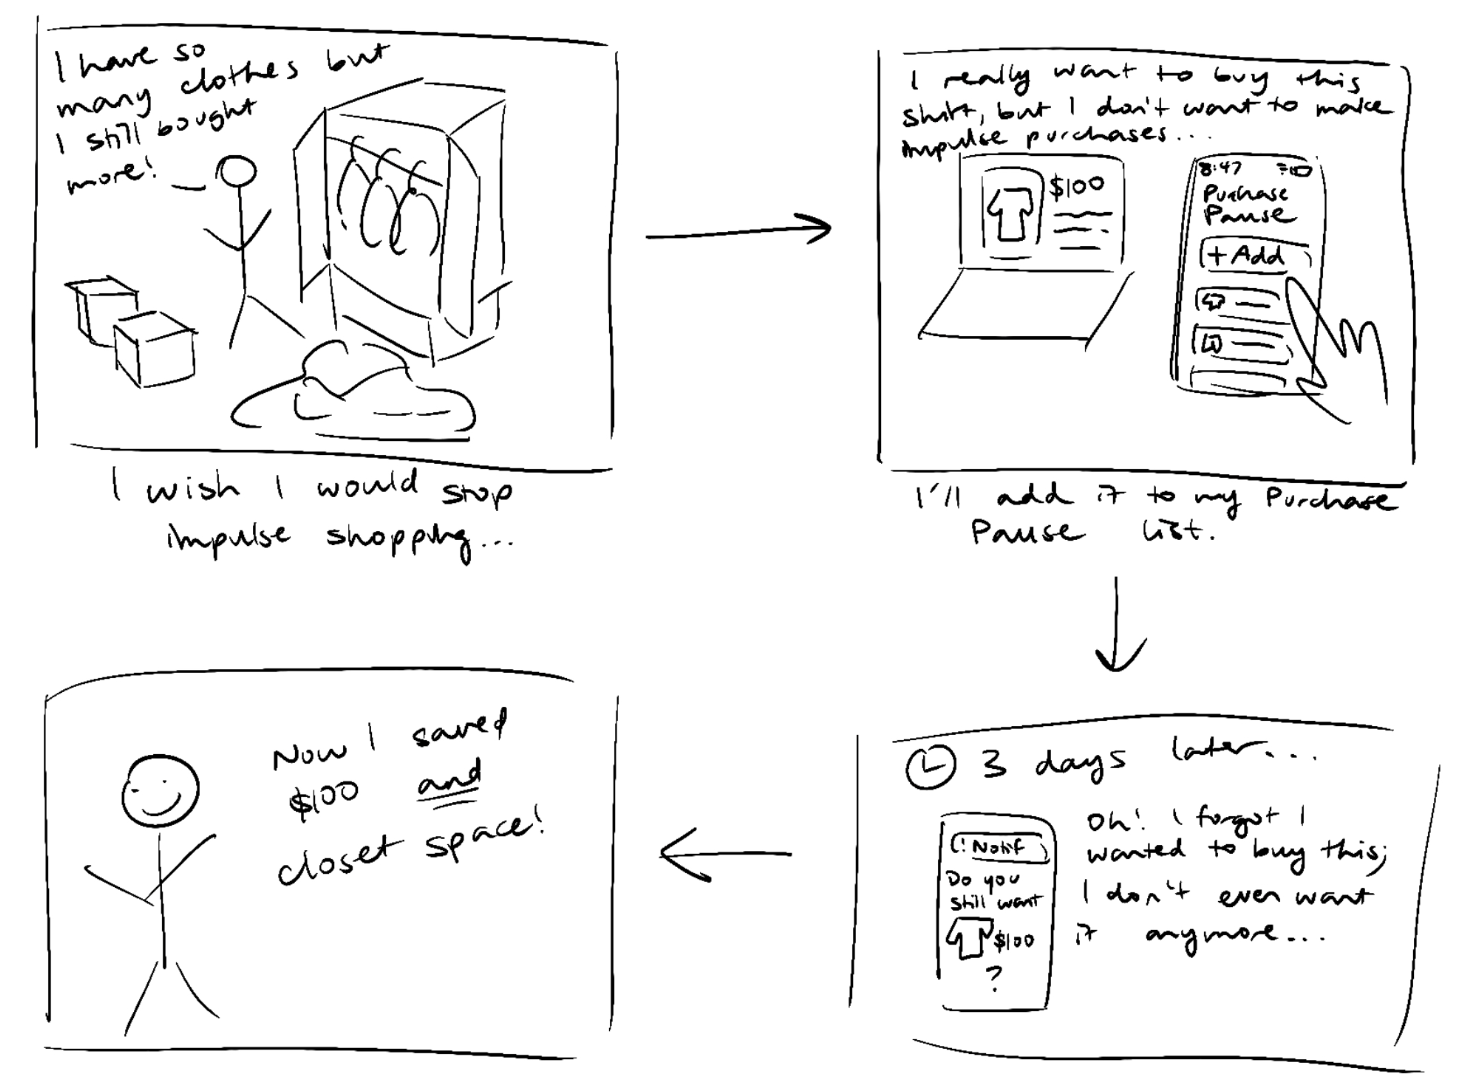 I have so
many clothes but
I still bought
more!
I wish I would stop
impulse shopping...
I really want to buy this
shirt, but I don't want to make
impulse purchases...
$100
8:47
Purchase
Pause
+ Add
I'll add it to my Purchase
Pause list.
3 days later...
! Notif
Do you
still want
$100
?
Oh! I forgot I
wanted to buy this;
I don't even want
it anymore...
Now I saved
$100 and
closet space!